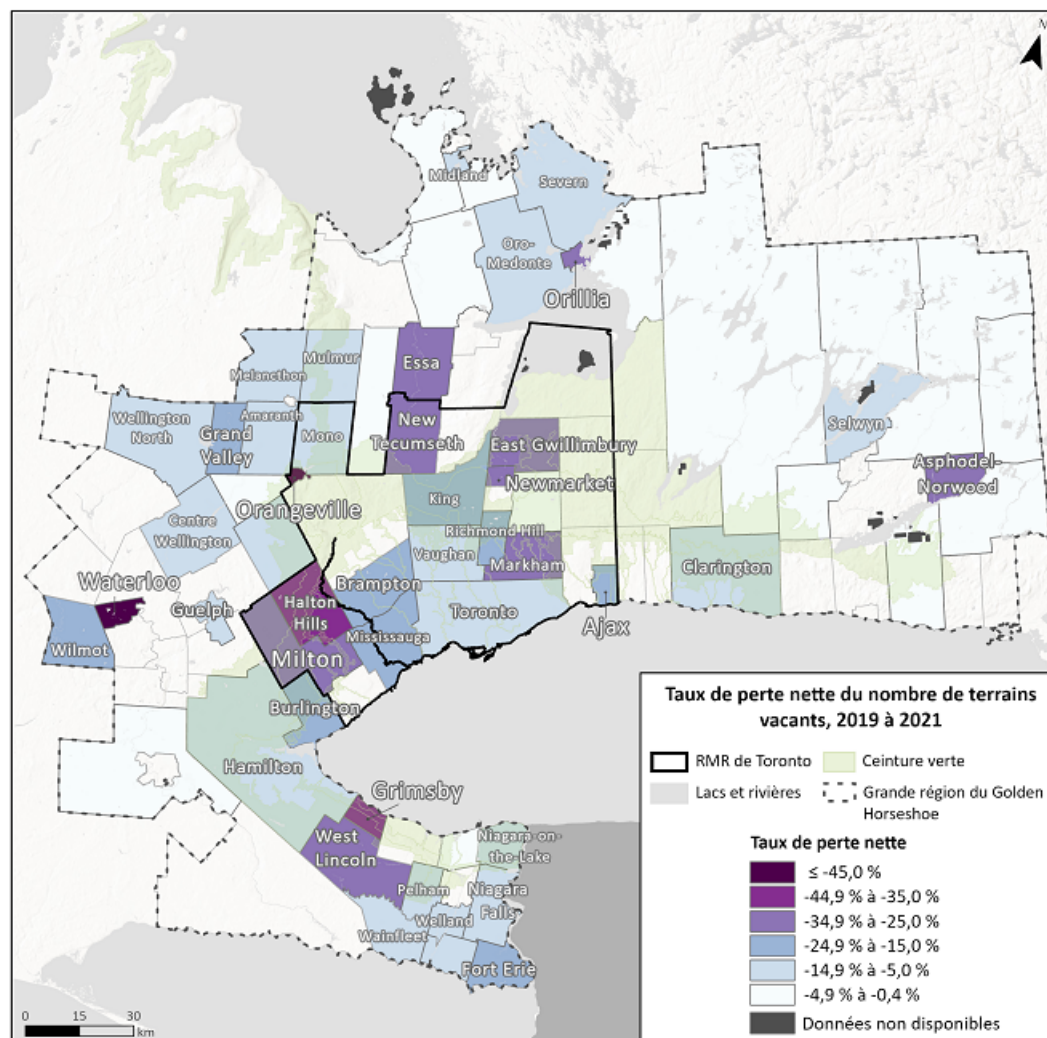 N
Midland
Severn
Oro-
Medonte
Orillia
Essa
Mulmur
Melancthon
Wellington
North
Grand
Valley
Amaranth
Mono
New
Tecumseth
East Gwillimbury
Newmarket
Selwyn
Asphodel-
Norwood
Orangeville
King
Richmond Hill
Vaughan
Markham
Clarington
Centre
Wellington
Waterloo
Guelph
Wilmot
Brampton
Halton
Hills
Mississauga
Toronto
Ajax
Milton
Burlington
Hamilton
Grimsby
West
Lincoln
Niagara-on-
the-Lake
Pelham
Niagara
Falls
Welland
Wainfleet
Fort Erie
Taux de perte nette du nombre de terrains
vacants, 2019 à 2021
RMR de Toronto
Ceinture verte
Lacs et rivières
Grande région du Golden
Horseshoe
Taux de perte nette
≤ -45,0 %
-44,9 % à -35,0 %
-34,9 % à -25,0 %
-24,9 % à -15,0 %
-14,9 % à -5,0 %
-4,9 % à -0,4 %
Données non disponibles
0 15 30
km